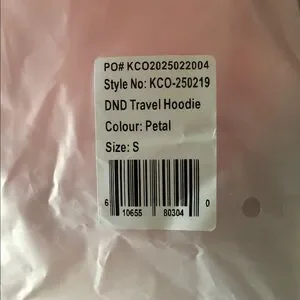 PO# KCO2025022004
Style No: KCO-250219
DND Travel Hoodie
Colour: Petal
Size: S
6 10655 80304 0